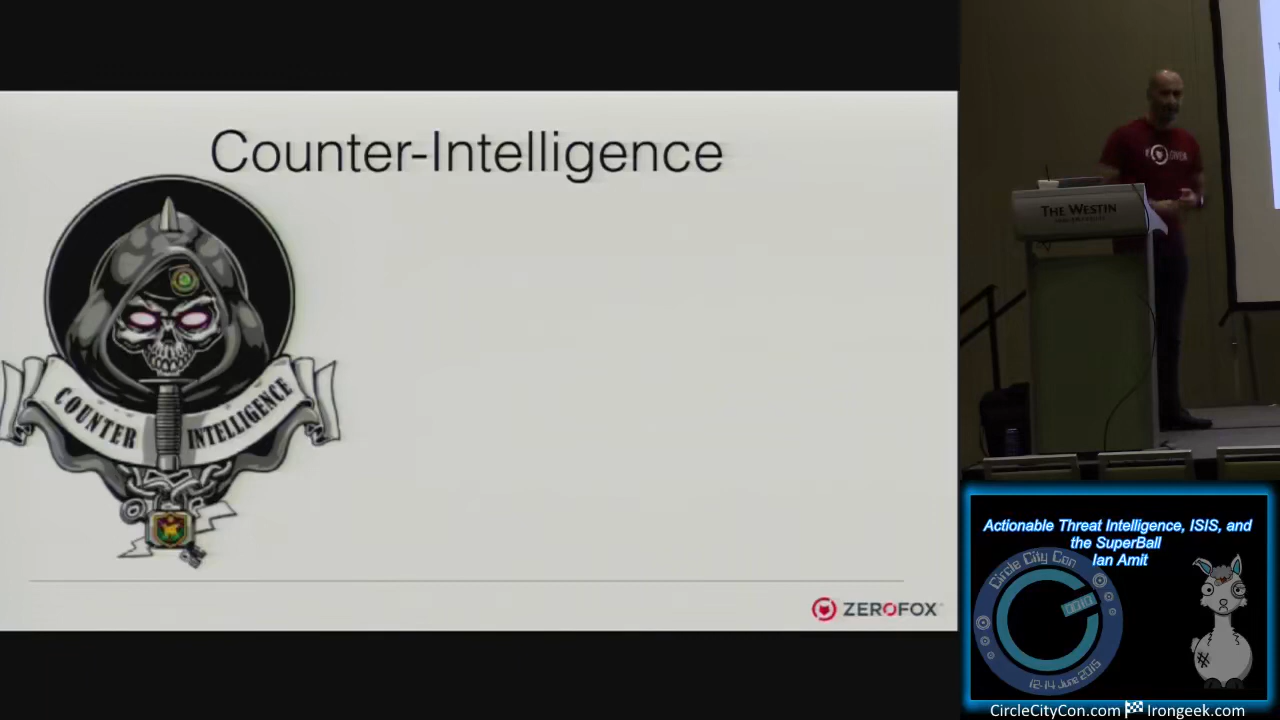 Counter-Intelligence
COUNTER INTELLIGENCE
ZEROFOX
THE WESTIN
Actionable Threat Intelligence, ISIS, and
the SuperBall
Ian Amit
Circle City Con
12-14 June 2015
CircleCityCon.com Irongeek.com